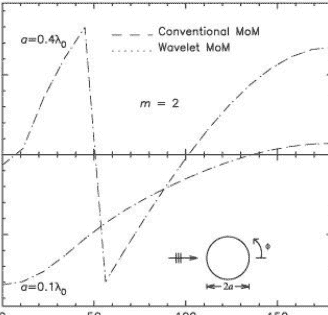 a=0.4λ₀
Conventional MoM
Wavelet MoM
m = 2
ϕ
2a
a=0.1λ₀
0 50 100 150